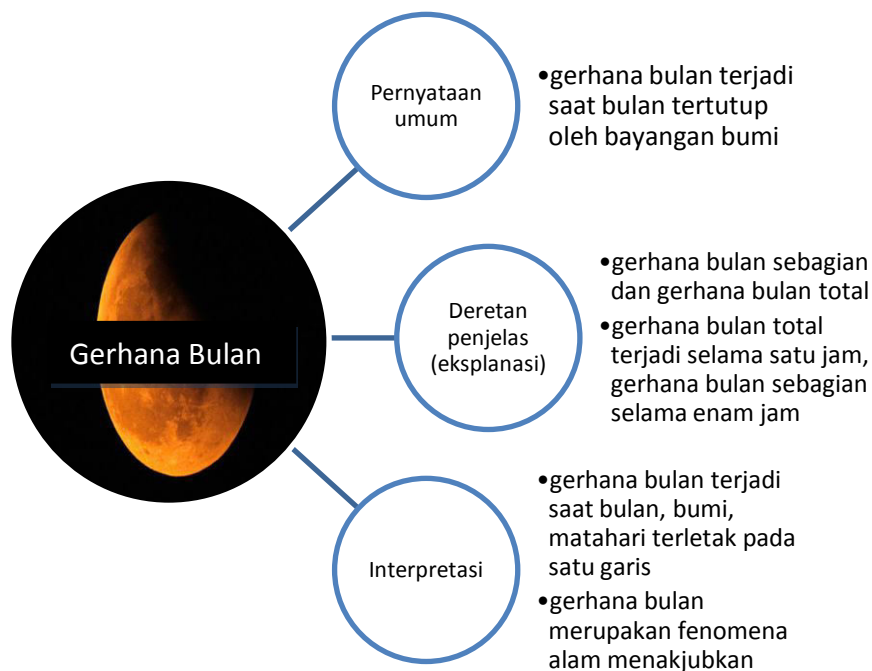 Gerhana Bulan
Pernyataan
umum
•gerhana bulan terjadi
saat bulan tertutup
oleh bayangan bumi
Deretan
penjelas
(eksplanasi)
•gerhana bulan sebagian
dan gerhana bulan total
•gerhana bulan total
terjadi selama satu jam,
gerhana bulan sebagian
selama enam jam
Interpretasi
•gerhana bulan terjadi
saat bulan, bumi,
matahari terletak pada
satu garis
•gerhana bulan
merupakan fenomena
alam menakjubkan